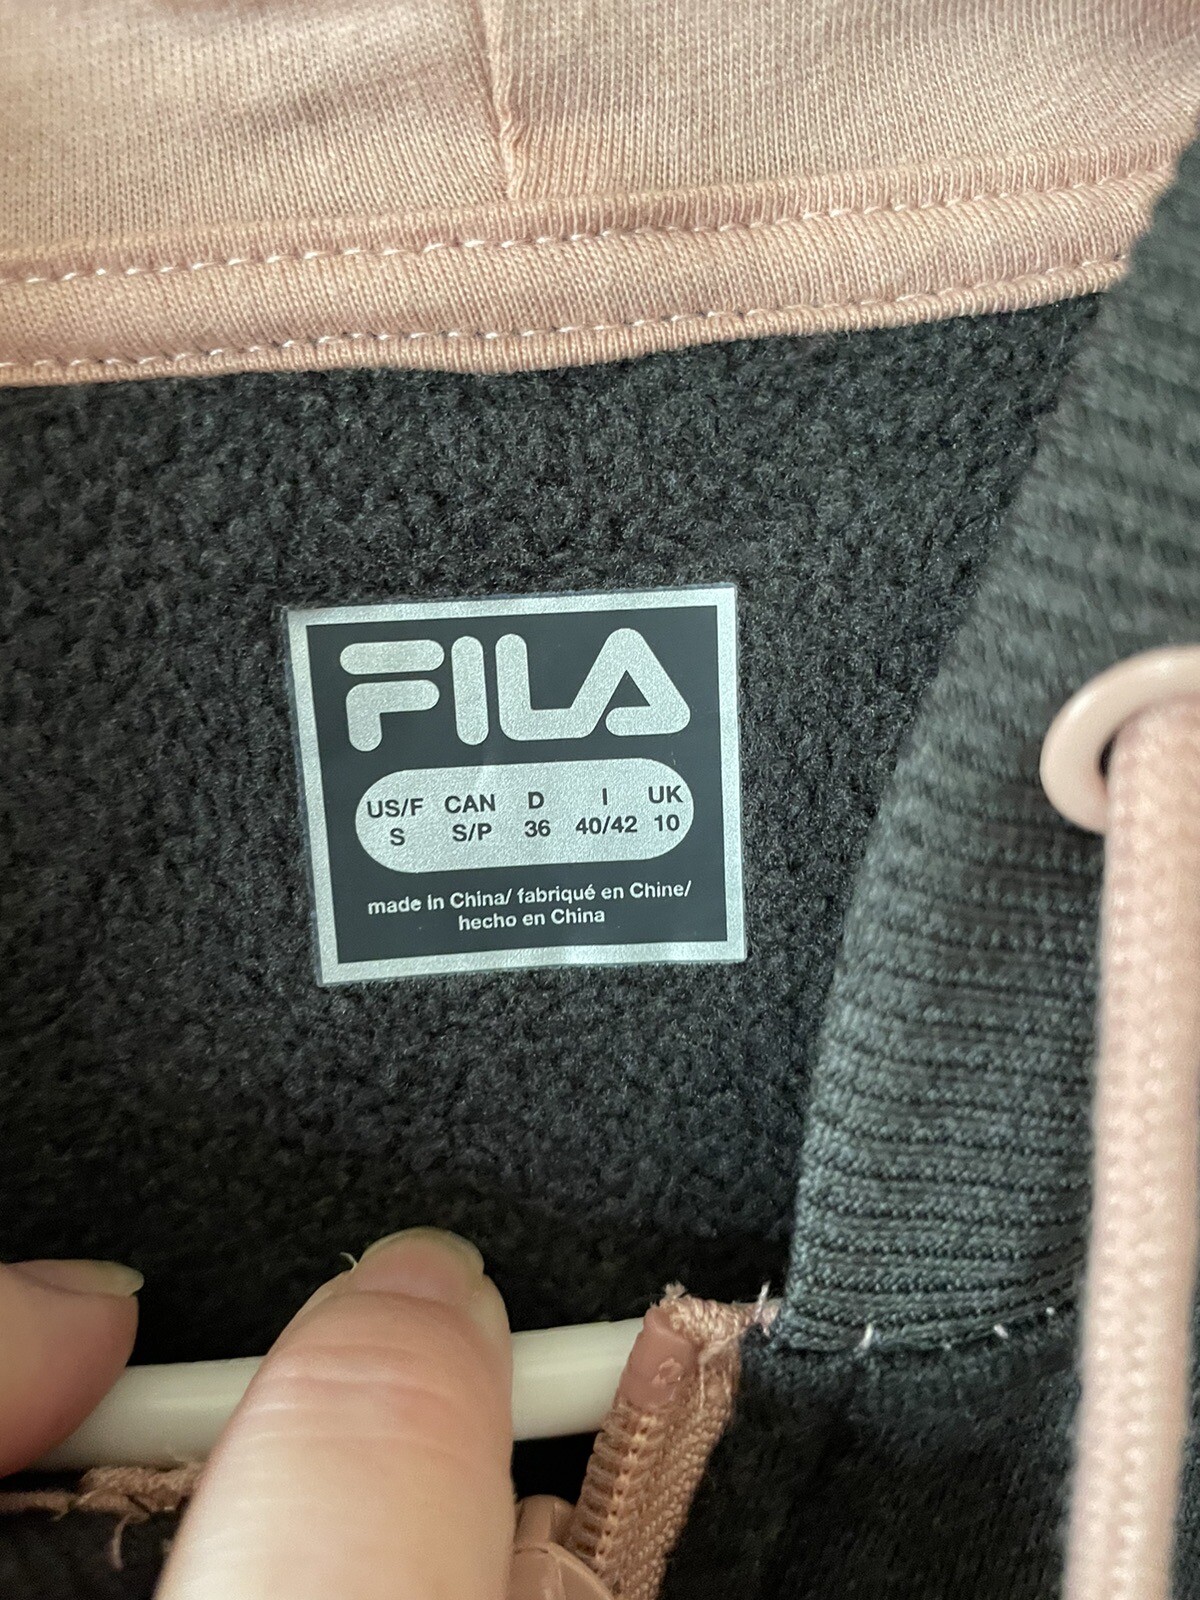 FILA
US/F CAN D I UK
S S/P 36 40/42 10
made in China/ fabriqué en Chine/
hecho en China